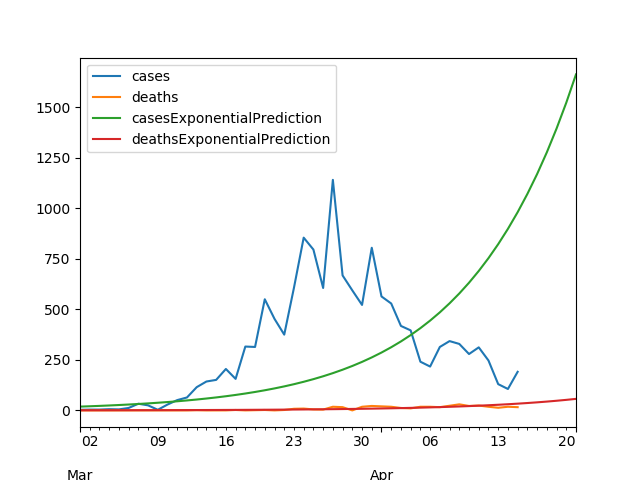 cases
deaths
casesExponentialPrediction
deathsExponentialPrediction
1500
1250
1000
750
500
250
0
02 09 16 23 30 06 13 20
Mar Apr